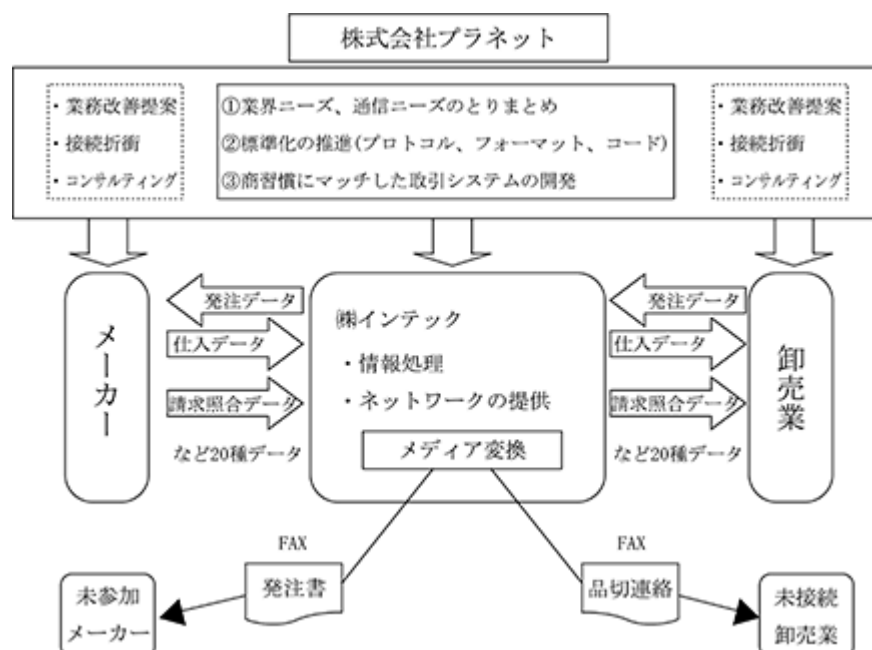 株式会社プラネット
・業務改善提案
・接続折衝
・コンサルティング
①業界ニーズ、通信ニーズのとりまとめ
②標準化の推進(プロトコル、フォーマット、コード)
③商習慣にマッチした取引システムの開発
・業務改善提案
・接続折衝
・コンサルティング
メーカー
発注データ
仕入データ
請求照合データ
など20種データ
㈱インテック
・情報処理
・ネットワークの提供
メディア変換
発注データ
仕入データ
請求照合データ
など20種データ
卸売業
FAX
発注書
FAX
品切連絡
未参加
メーカー
未接続
卸売業